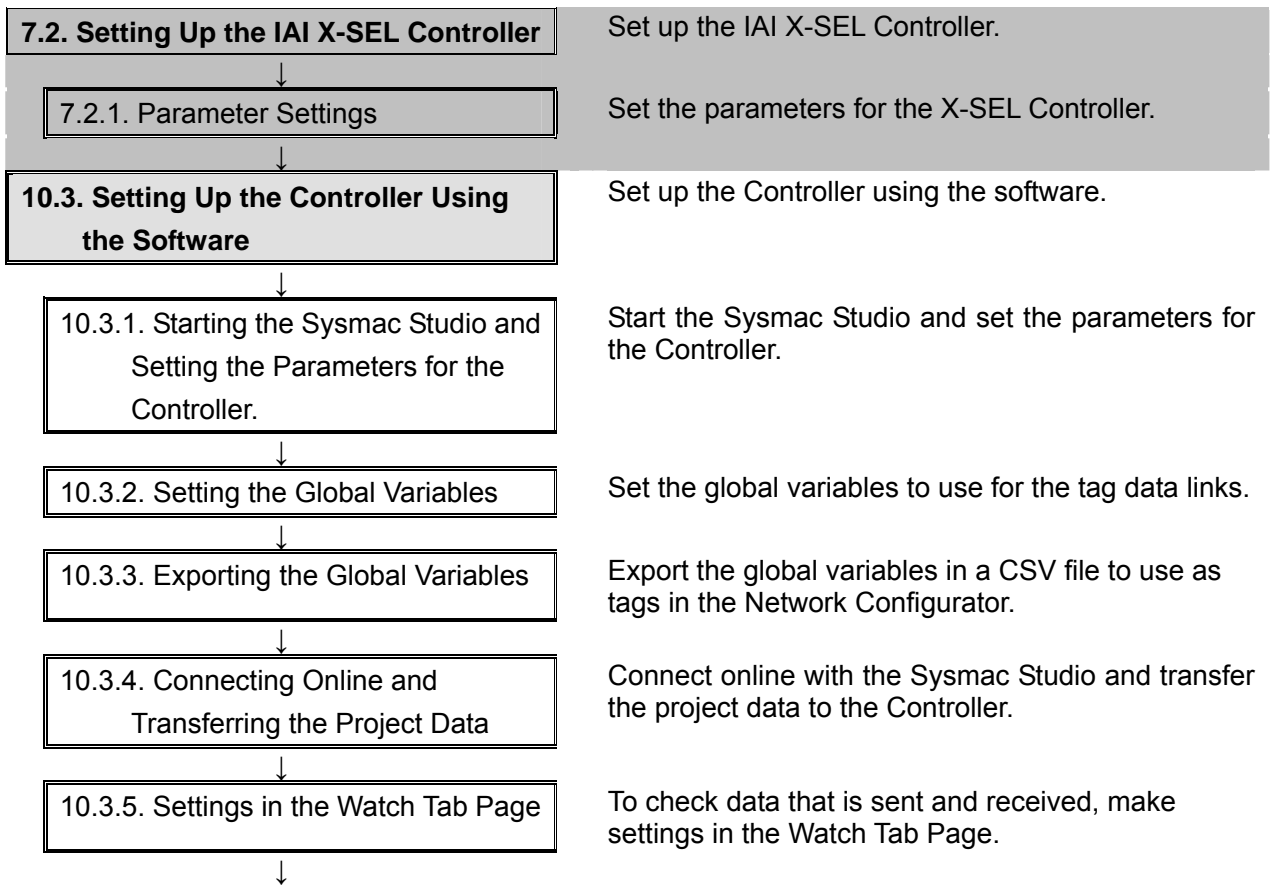 7.2. Setting Up the IAI X-SEL Controller
Set up the IAI X-SEL Controller.
↓
7.2.1. Parameter Settings
Set the parameters for the X-SEL Controller.
↓
10.3. Setting Up the Controller Using
the Software
Set up the Controller using the software.
↓
10.3.1. Starting the Sysmac Studio and
Setting the Parameters for the
Controller.
Start the Sysmac Studio and set the parameters for
the Controller.
↓
10.3.2. Setting the Global Variables
Set the global variables to use for the tag data links.
↓
10.3.3. Exporting the Global Variables
Export the global variables in a CSV file to use as
tags in the Network Configurator.
↓
10.3.4. Connecting Online and
Transferring the Project Data
Connect online with the Sysmac Studio and transfer
the project data to the Controller.
↓
10.3.5. Settings in the Watch Tab Page
To check data that is sent and received, make
settings in the Watch Tab Page.
↓